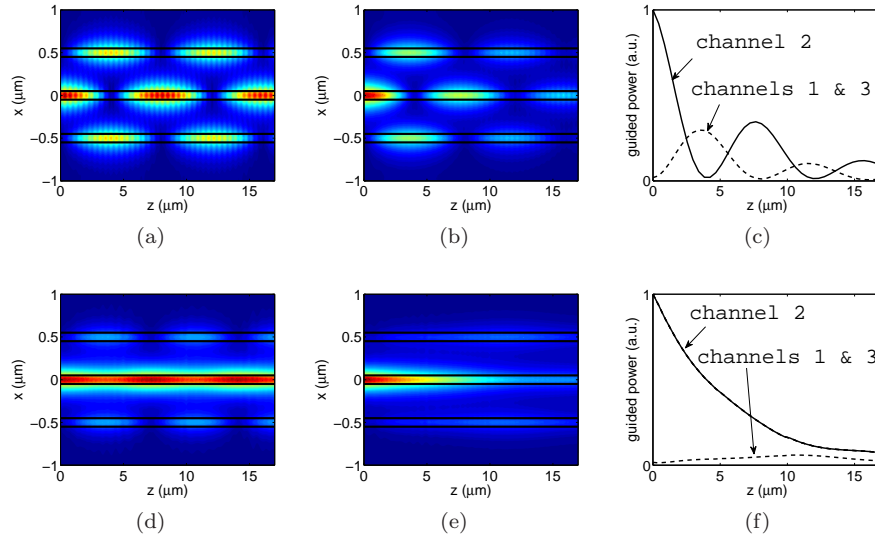 1
0.5
0
−0.5
−1
x (μm)
0 5 10 15
z (μm)
(a)
1
0.5
0
−0.5
−1
x (μm)
0 5 10 15
z (μm)
(b)
1
0
guided power (a.u.)
channel 2
channels 1 & 3
0 5 10 15
z (μm)
(c)
1
0.5
0
−0.5
−1
x (μm)
0 5 10 15
z (μm)
(d)
1
0.5
0
−0.5
−1
x (μm)
0 5 10 15
z (μm)
(e)
1
0
guided power (a.u.)
channel 2
channels 1 & 3
0 5 10 15
z (μm)
(f)